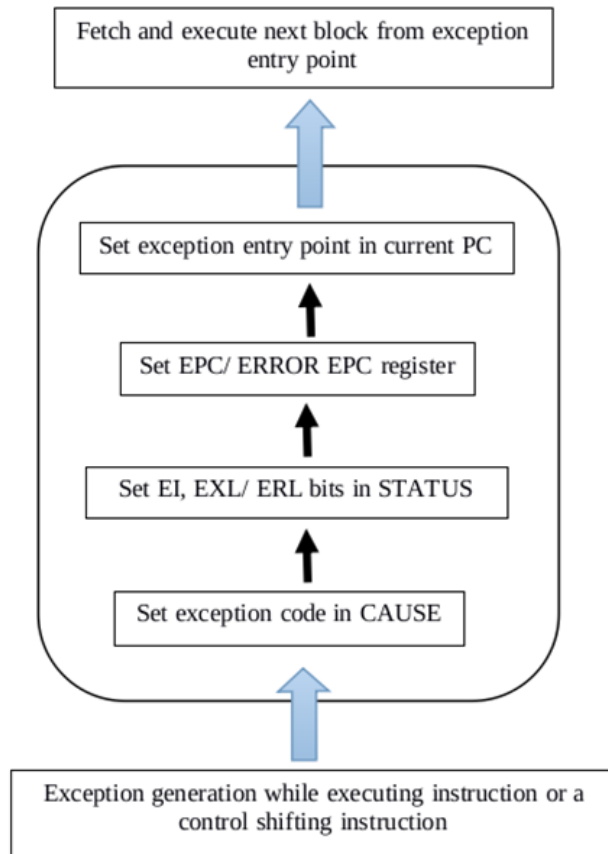 Fetch and execute next block from exception
entry point
Set exception entry point in current PC
Set EPC/ ERROR EPC register
Set EI, EXL/ ERL bits in STATUS
Set exception code in CAUSE
Exception generation while executing instruction or a
control shifting instruction